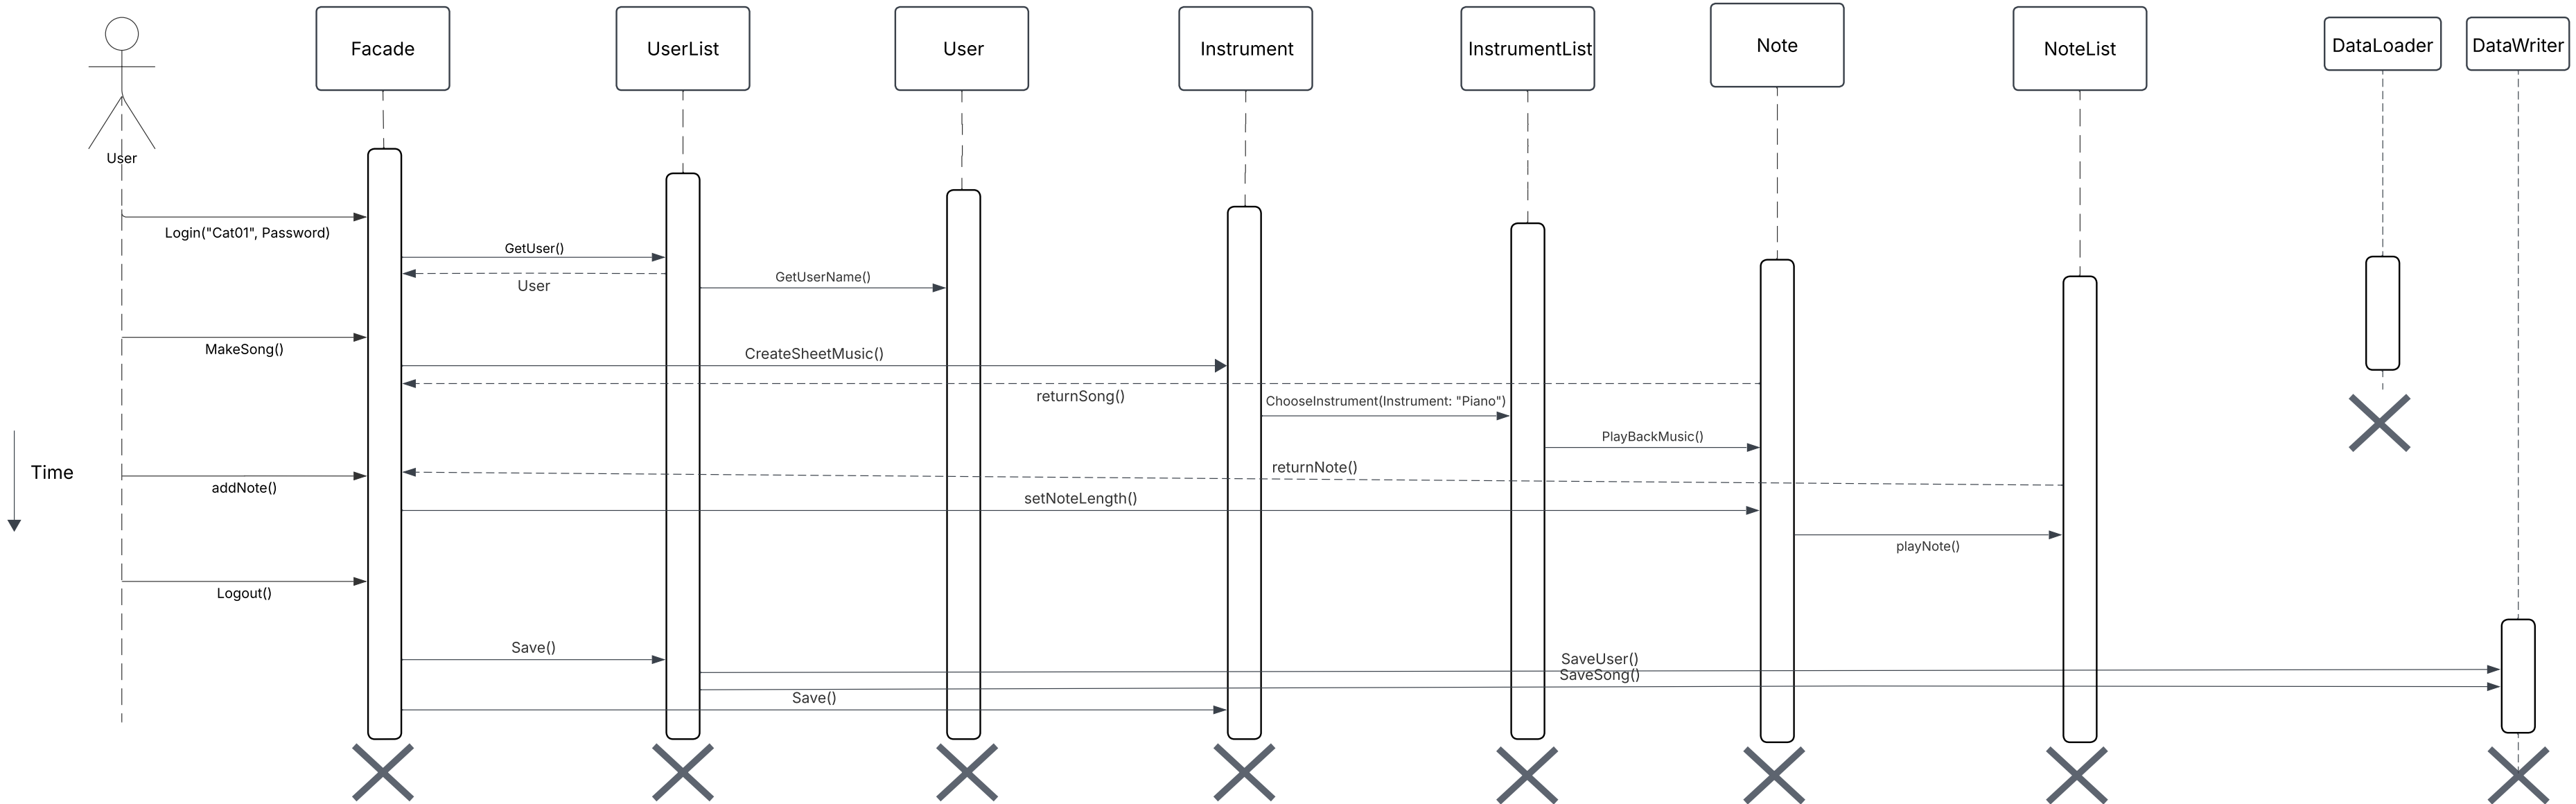 Facade
UserList
User
Instrument
InstrumentList
Note
NoteList
DataLoader
DataWriter
User
Login("Cat01", Password)
GetUser()
User
GetUserName()
MakeSong()
CreateSheetMusic()
returnSong()
ChooseInstrument(Instrument: "Piano")
PlayBackMusic()
Time
returnNote()
addNote()
setNoteLength()
playNote()
Logout()
Save()
SaveUser()
SaveSong()
Save()